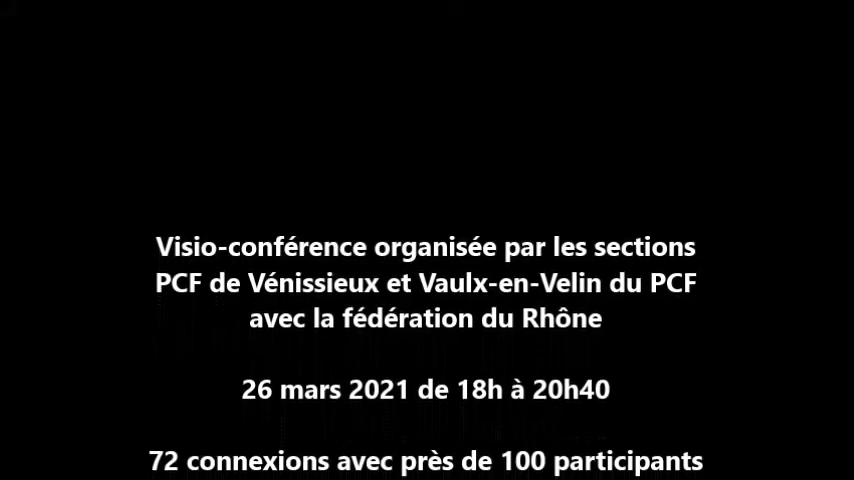 Visio-conférence organisée par les sections
PCF de Vénissieux et Vaulx-en-Velin du PCF
avec la fédération du Rhône
26 mars 2021 de 18h à 20h40
72 connexions avec près de 100 participants